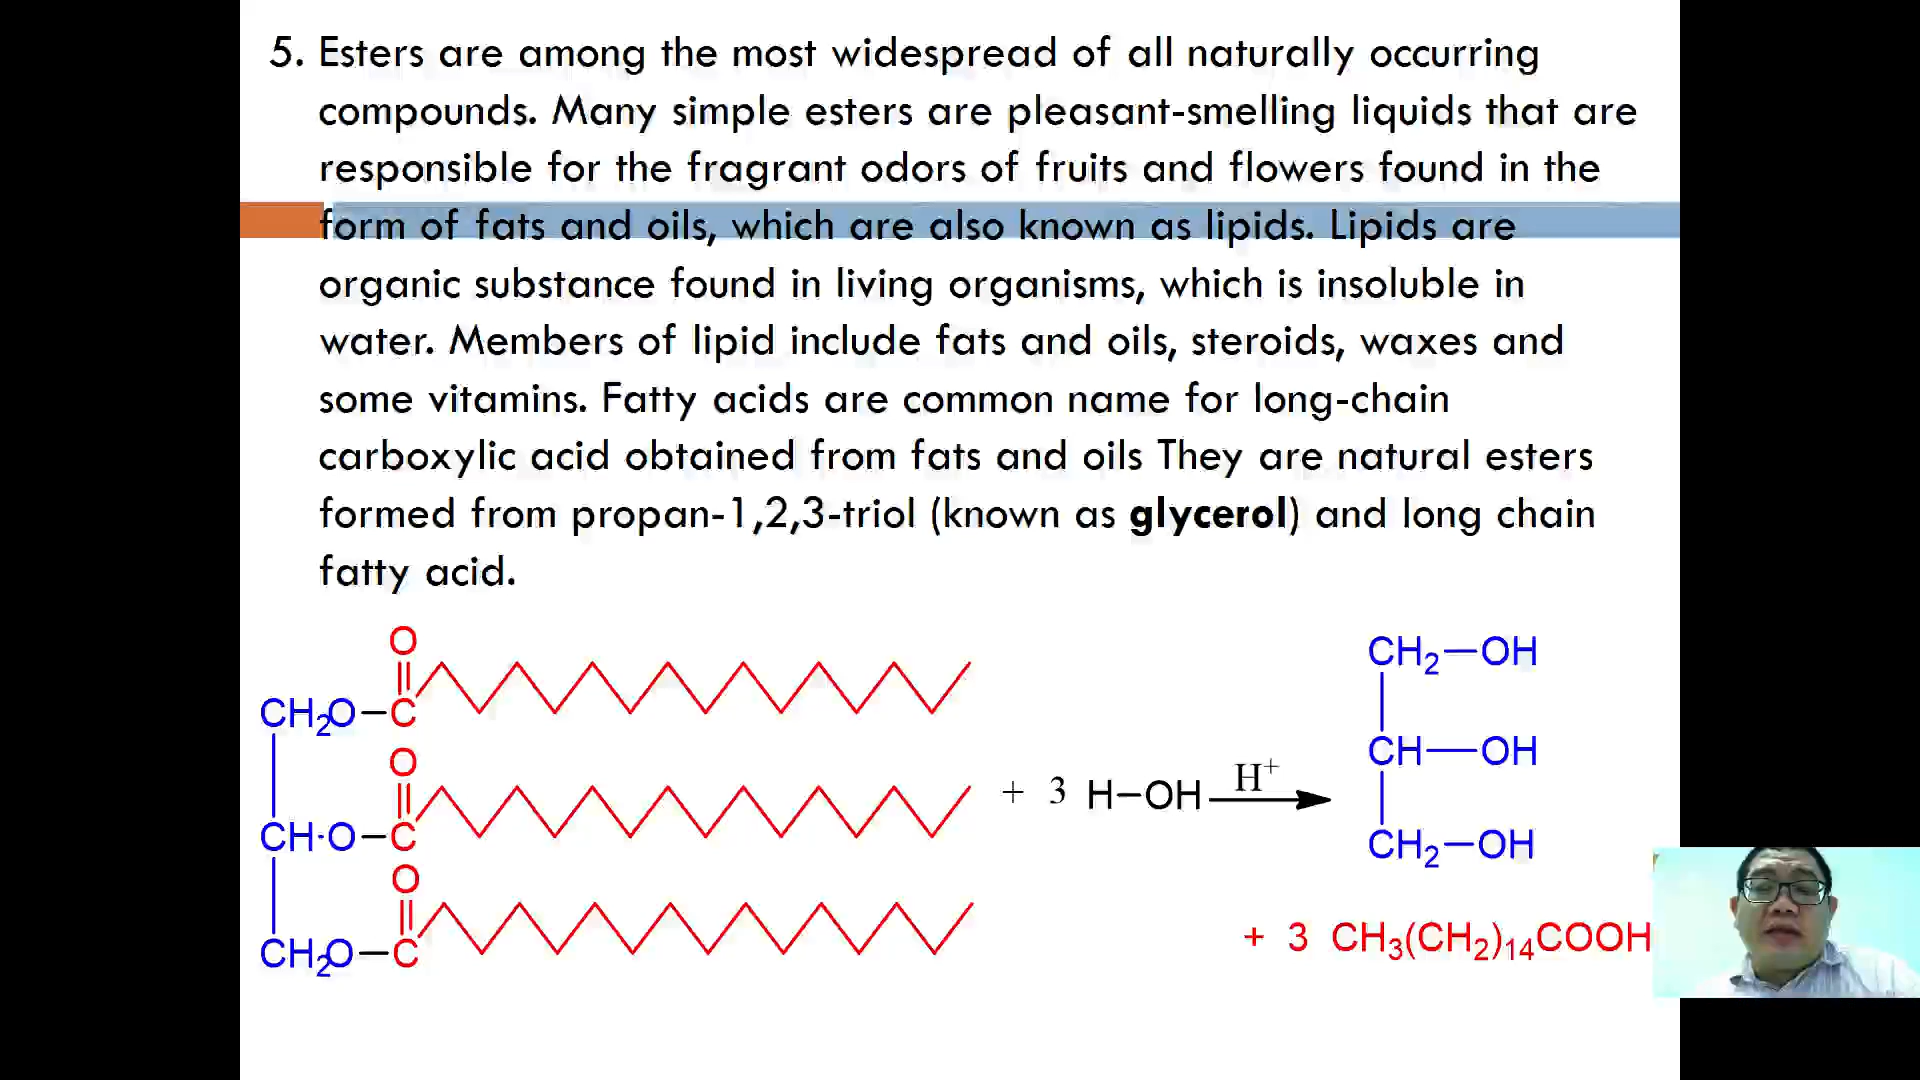 5. Esters are among the most widespread of all naturally occurring
compounds. Many simple esters are pleasant-smelling liquids that are
responsible for the fragrant odors of fruits and flowers found in the
form of fats and oils, which are also known as lipids. Lipids are
organic substance found in living organisms, which is insoluble in
water. Members of lipid include fats and oils, steroids, waxes and
some vitamins. Fatty acids are common name for long-chain
carboxylic acid obtained from fats and oils They are natural esters
formed from propan-1,2,3-triol (known as glycerol) and long chain
fatty acid.
O
CH₂O–C
O
CH·O–C
O
CH₂O–C
+ 3 H–OH
H⁺
CH₂–OH
CH–OH
CH₂–OH
+ 3 CH₃(CH₂)₁₄COOH